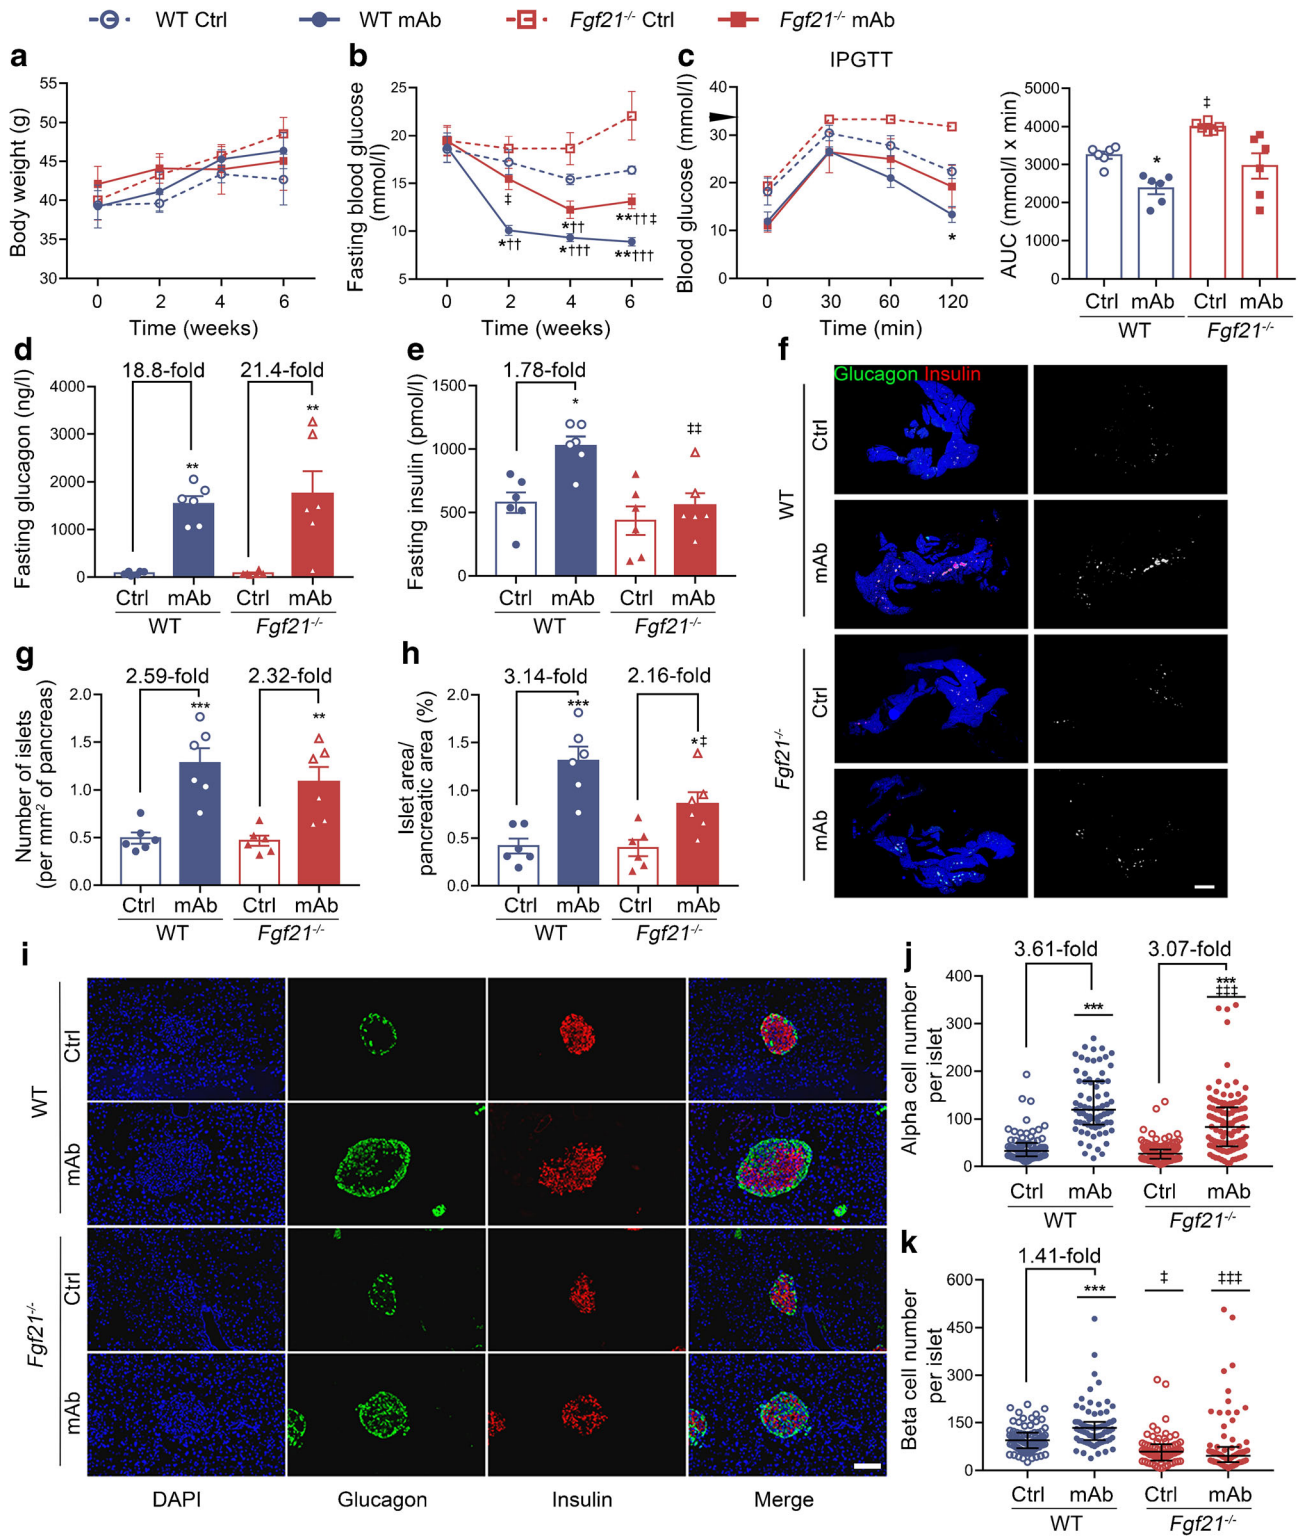 WT Ctrl WT mAb Fgf21-/- Ctrl Fgf21-/- mAb
a
Body weight (g)
55
50
45
40
35
30
0 2 4 6
Time (weeks)
b
Fasting blood glucose
(mmol/l)
25
20
15
10
5
‡
*††
*††
*†††
**††‡
**†††
0 2 4 6
Time (weeks)
c
IPGTT
Blood glucose (mmol/l)
40
30
20
10
0
*
0 30 60 120
Time (min)
AUC (mmol/l x min)
5000
4000
3000
2000
1000
0
*
‡
Ctrl mAb Ctrl mAb
WT Fgf21-/-
d
18.8-fold 21.4-fold
Fasting glucagon (ng/l)
4000
3000
2000
1000
0
**
**
Ctrl mAb Ctrl mAb
WT Fgf21-/-
e
1.78-fold
Fasting insulin (pmol/l)
1500
1000
500
0
*
‡‡
Ctrl mAb Ctrl mAb
WT Fgf21-/-
f
Glucagon Insulin
WT
Ctrl
mAb
Fgf21-/-
Ctrl
mAb
g
2.59-fold 2.32-fold
Number of islets
(per mm2 of pancreas)
2.0
1.5
1.0
0.5
0.0
***
**
Ctrl mAb Ctrl mAb
WT Fgf21-/-
h
3.14-fold 2.16-fold
Islet area/
pancreatic area (%)
2.0
1.5
1.0
0.5
0.0
***
*‡
Ctrl mAb Ctrl mAb
WT Fgf21-/-
i
WT
Ctrl
mAb
Fgf21-/-
Ctrl
mAb
DAPI Glucagon Insulin Merge
j
3.61-fold 3.07-fold
Alpha cell number
per islet
400
300
200
100
0
***
***
‡‡‡
Ctrl mAb Ctrl mAb
WT Fgf21-/-
k
1.41-fold
Beta cell number
per islet
600
450
300
150
0
***
‡
‡‡‡
Ctrl mAb Ctrl mAb
WT Fgf21-/-